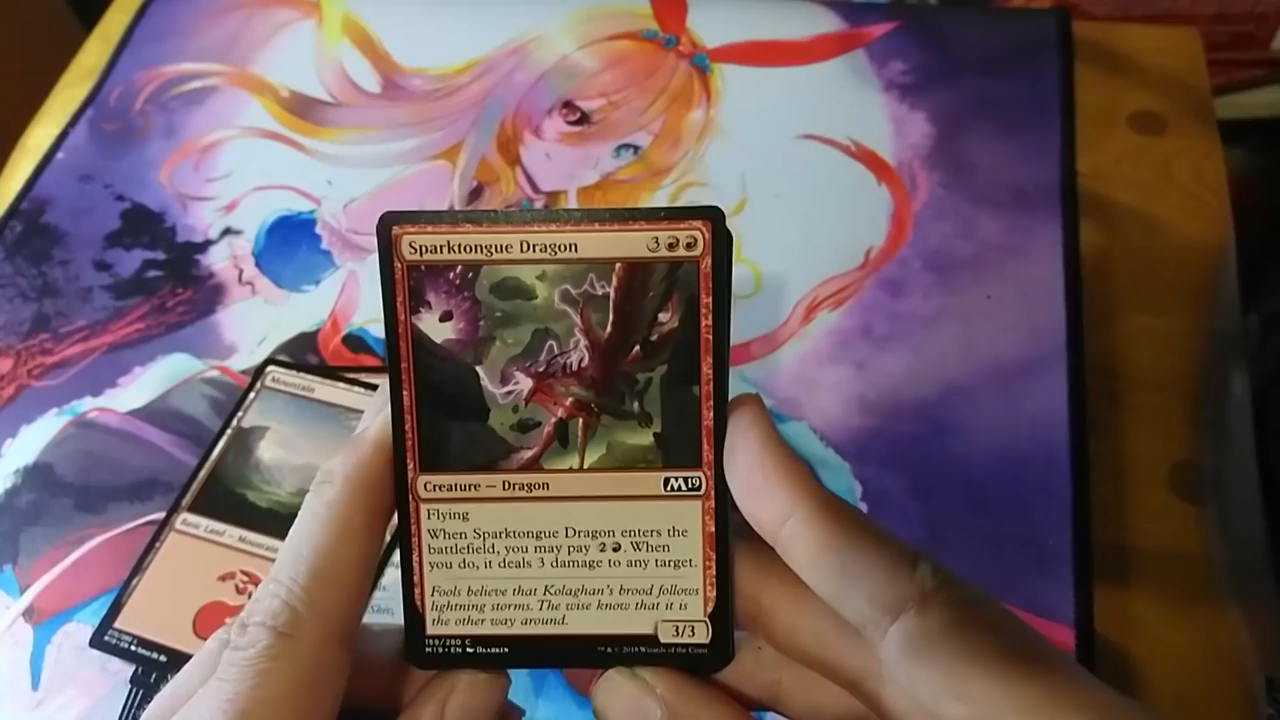 Sparktongue Dragon 3
Creature — Dragon M19
Flying
When Sparktongue Dragon enters the
battlefield, you may pay 2 . When
you do, it deals 3 damage to any target.
Fools believe that Kolaghan's brood follows
lightning storms. The wise know that it is
the other way around.
3/3
159/280 C
M19 • EN DAARKEN
™ & © 2018 Wizards of the Coast
Mountain
Basic Land — Mountain